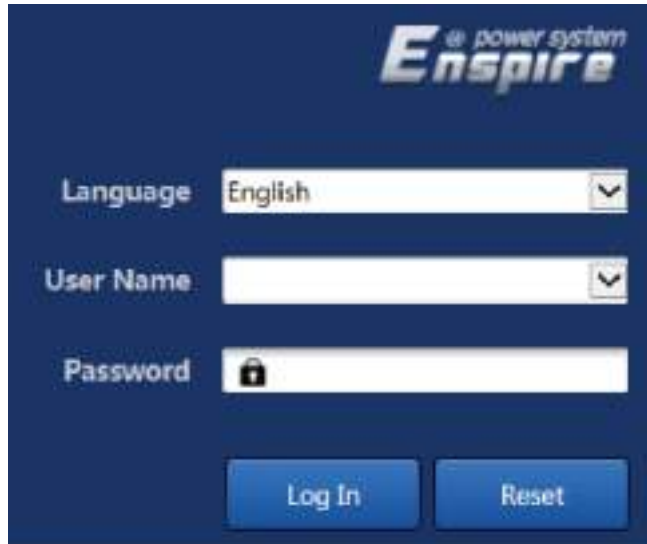 @ power system
Enspire
Language English
User Name
Password
Log In Reset